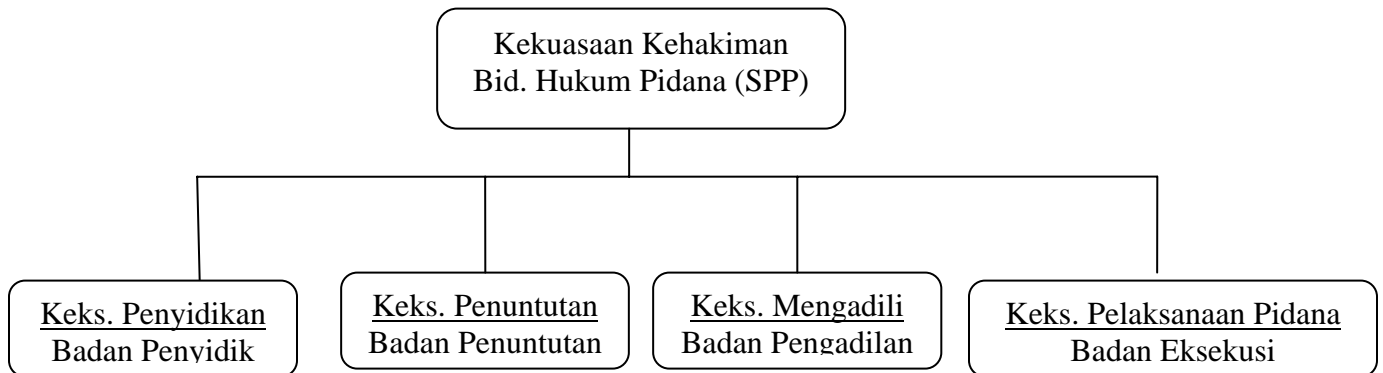 Kekuasaan Kehakiman
Bid. Hukum Pidana (SPP)
Keks. Penyidikan
Badan Penyidik
Keks. Penuntutan
Badan Penuntutan
Keks. Mengadili
Badan Pengadilan
Keks. Pelaksanaan Pidana
Badan Eksekusi